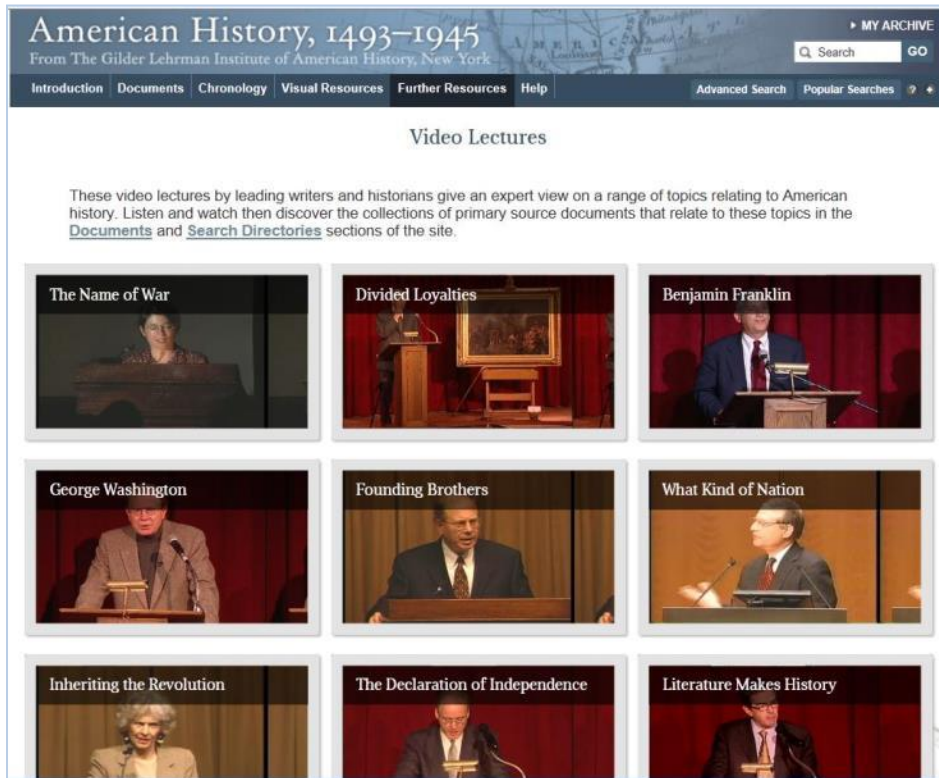 American History, 1493–1945
From The Gilder Lehrman Institute of American History, New York
MY ARCHIVE
Search GO
Introduction Documents Chronology Visual Resources Further Resources Help Advanced Search Popular Searches ?
Video Lectures
These video lectures by leading writers and historians give an expert view on a range of topics relating to American
history. Listen and watch then discover the collections of primary source documents that relate to these topics in the
Documents and Search Directories sections of the site.
The Name of War Divided Loyalties Benjamin Franklin
George Washington Founding Brothers What Kind of Nation
Inheriting the Revolution The Declaration of Independence Literature Makes History